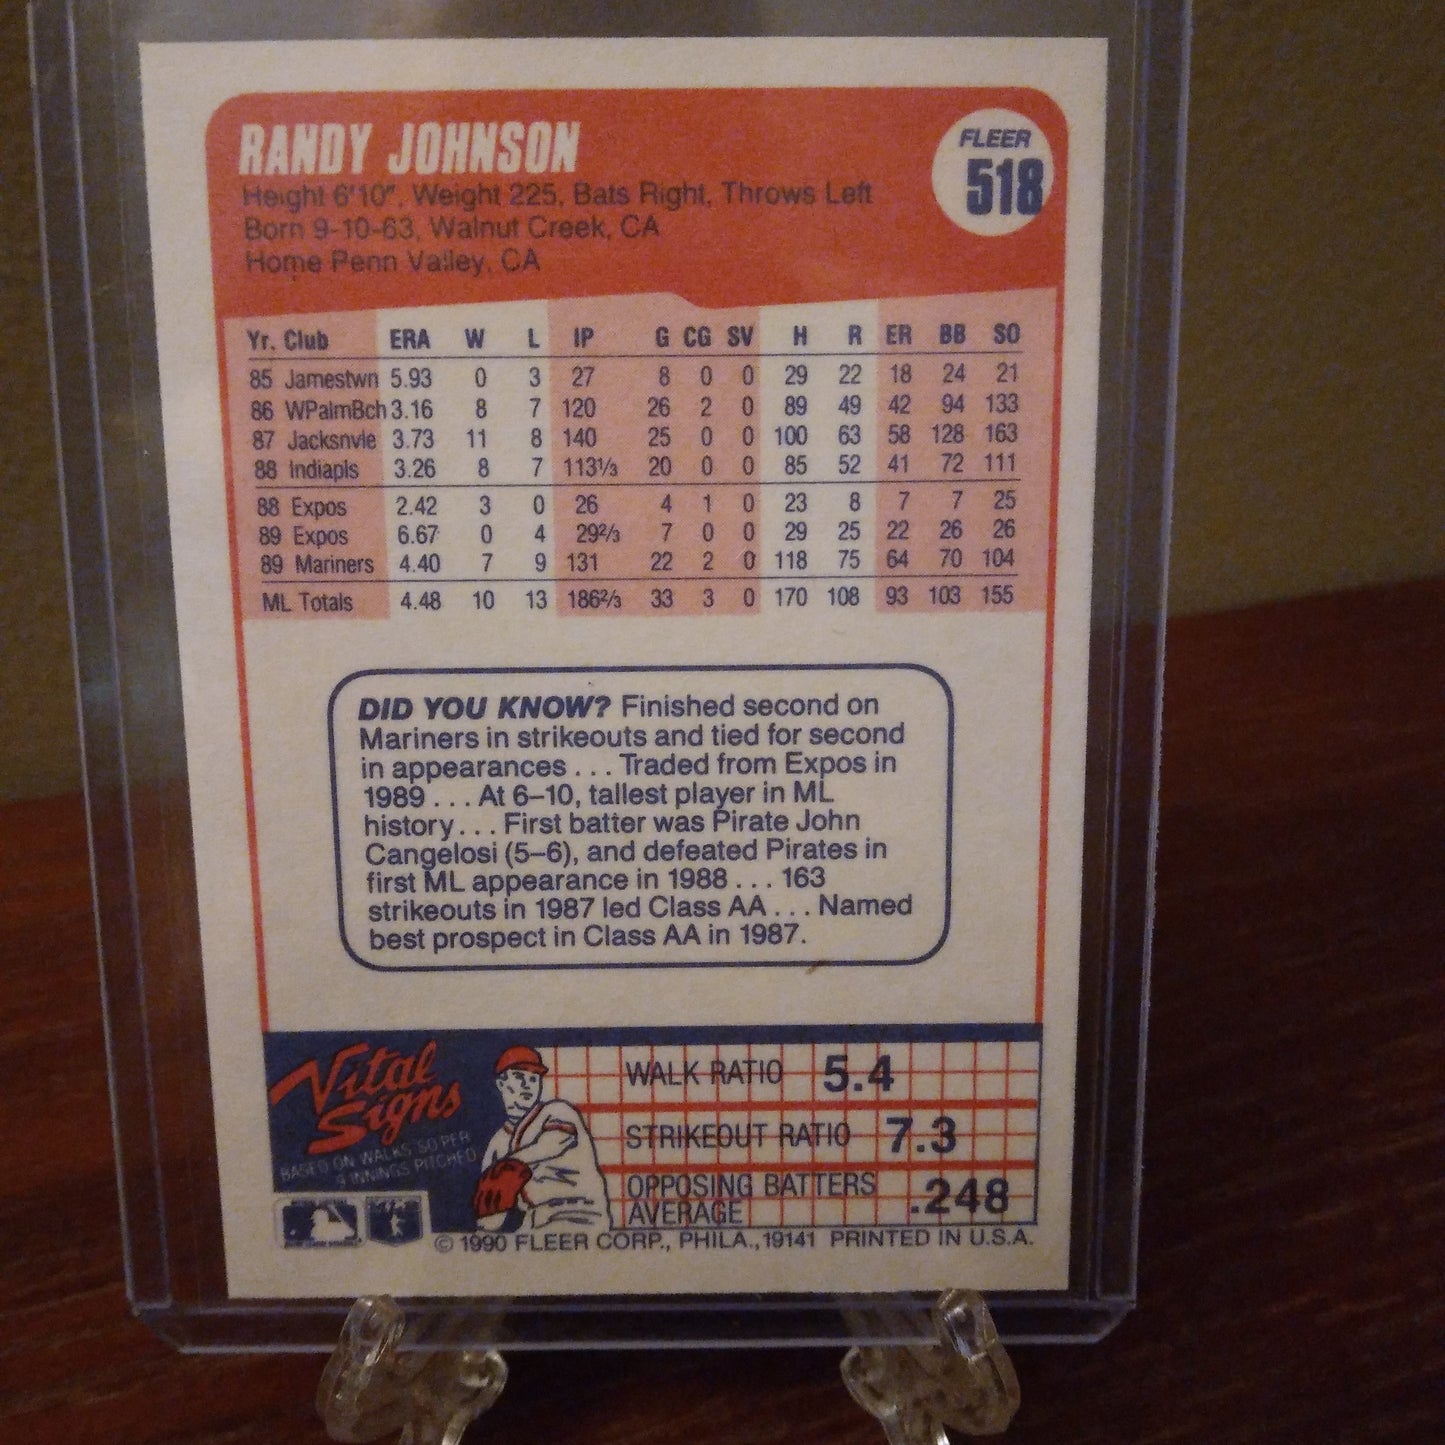 RANDY JOHNSON
FLEER
518
Height 6'10", Weight 225, Bats Right, Throws Left
Born 9-10-63, Walnut Creek, CA
Home Penn Valley, CA
Yr. Club ERA W L IP G CG SV H R ER BB SO
85 Jamestwn 5.93 0 3 27 8 0 0 29 22 18 24 21
86 WPalmBch 3.16 8 7 120 26 2 0 89 49 42 94 133
87 Jacksnvle 3.73 11 8 140 25 0 0 100 63 58 128 163
88 Indiapls 3.26 8 7 113⅓ 20 0 0 85 52 41 72 111
88 Expos 2.42 3 0 26 4 1 0 23 8 7 7 25
89 Expos 6.67 0 4 29⅔ 7 0 0 29 25 22 26 26
89 Mariners 4.40 7 9 131 22 2 0 118 75 64 70 104
ML Totals 4.48 10 13 186⅔ 33 3 0 170 108 93 103 155
DID YOU KNOW? Finished second on
Mariners in strikeouts and tied for second
in appearances . . . Traded from Expos in
1989 . . . At 6–10, tallest player in ML
history . . . First batter was Pirate John
Cangelosi (5–6), and defeated Pirates in
first ML appearance in 1988 . . . 163
strikeouts in 1987 led Class AA . . . Named
best prospect in Class AA in 1987.
Vital
Signs
BASED ON WALKS, SO PER
9 INNINGS PITCHED
WALK RATIO 5.4
STRIKEOUT RATIO 7.3
OPPOSING BATTERS
AVERAGE .248
© 1990 FLEER CORP., PHILA., 19141 PRINTED IN U.S.A.